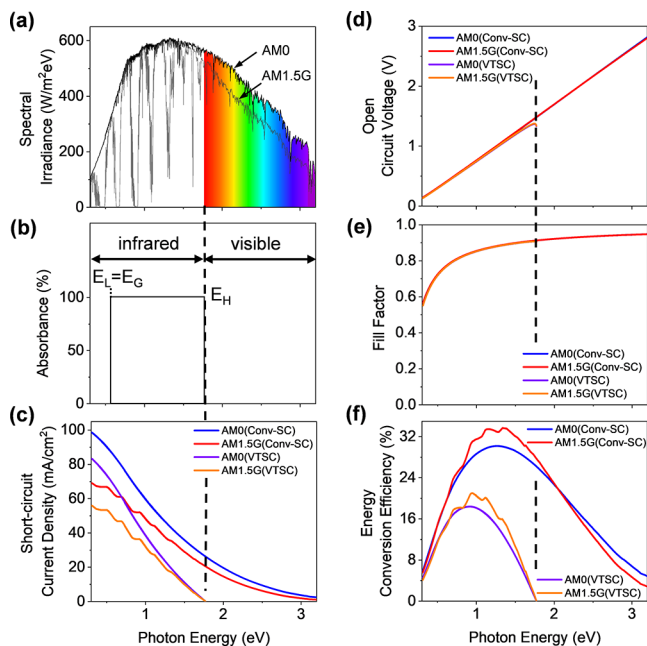 (a)
600
400
200
0
Spectral
Irradiance (W/m²eV)
AM0
AM1.5G
(b)
infrared
visible
E_L=E_G
E_H
100
50
0
Absorbance (%)
(c)
100
80
60
40
20
0
Short-circuit
Current Density (mA/cm²)
AM0(Conv-SC)
AM1.5G(Conv-SC)
AM0(VTSC)
AM1.5G(VTSC)
1
2
3
Photon Energy (eV)
(d)
3
2
1
0
Open
Circuit Voltage (V)
AM0(Conv-SC)
AM1.5G(Conv-SC)
AM0(VTSC)
AM1.5G(VTSC)
(e)
1.0
0.8
0.6
0.4
0.2
0.0
Fill Factor
AM0(Conv-SC)
AM1.5G(Conv-SC)
AM0(VTSC)
AM1.5G(VTSC)
(f)
32
24
16
8
0
Energy
Conversion Efficiency (%)
AM0(Conv-SC)
AM1.5G(Conv-SC)
AM0(VTSC)
AM1.5G(VTSC)
1
2
3
Photon Energy (eV)